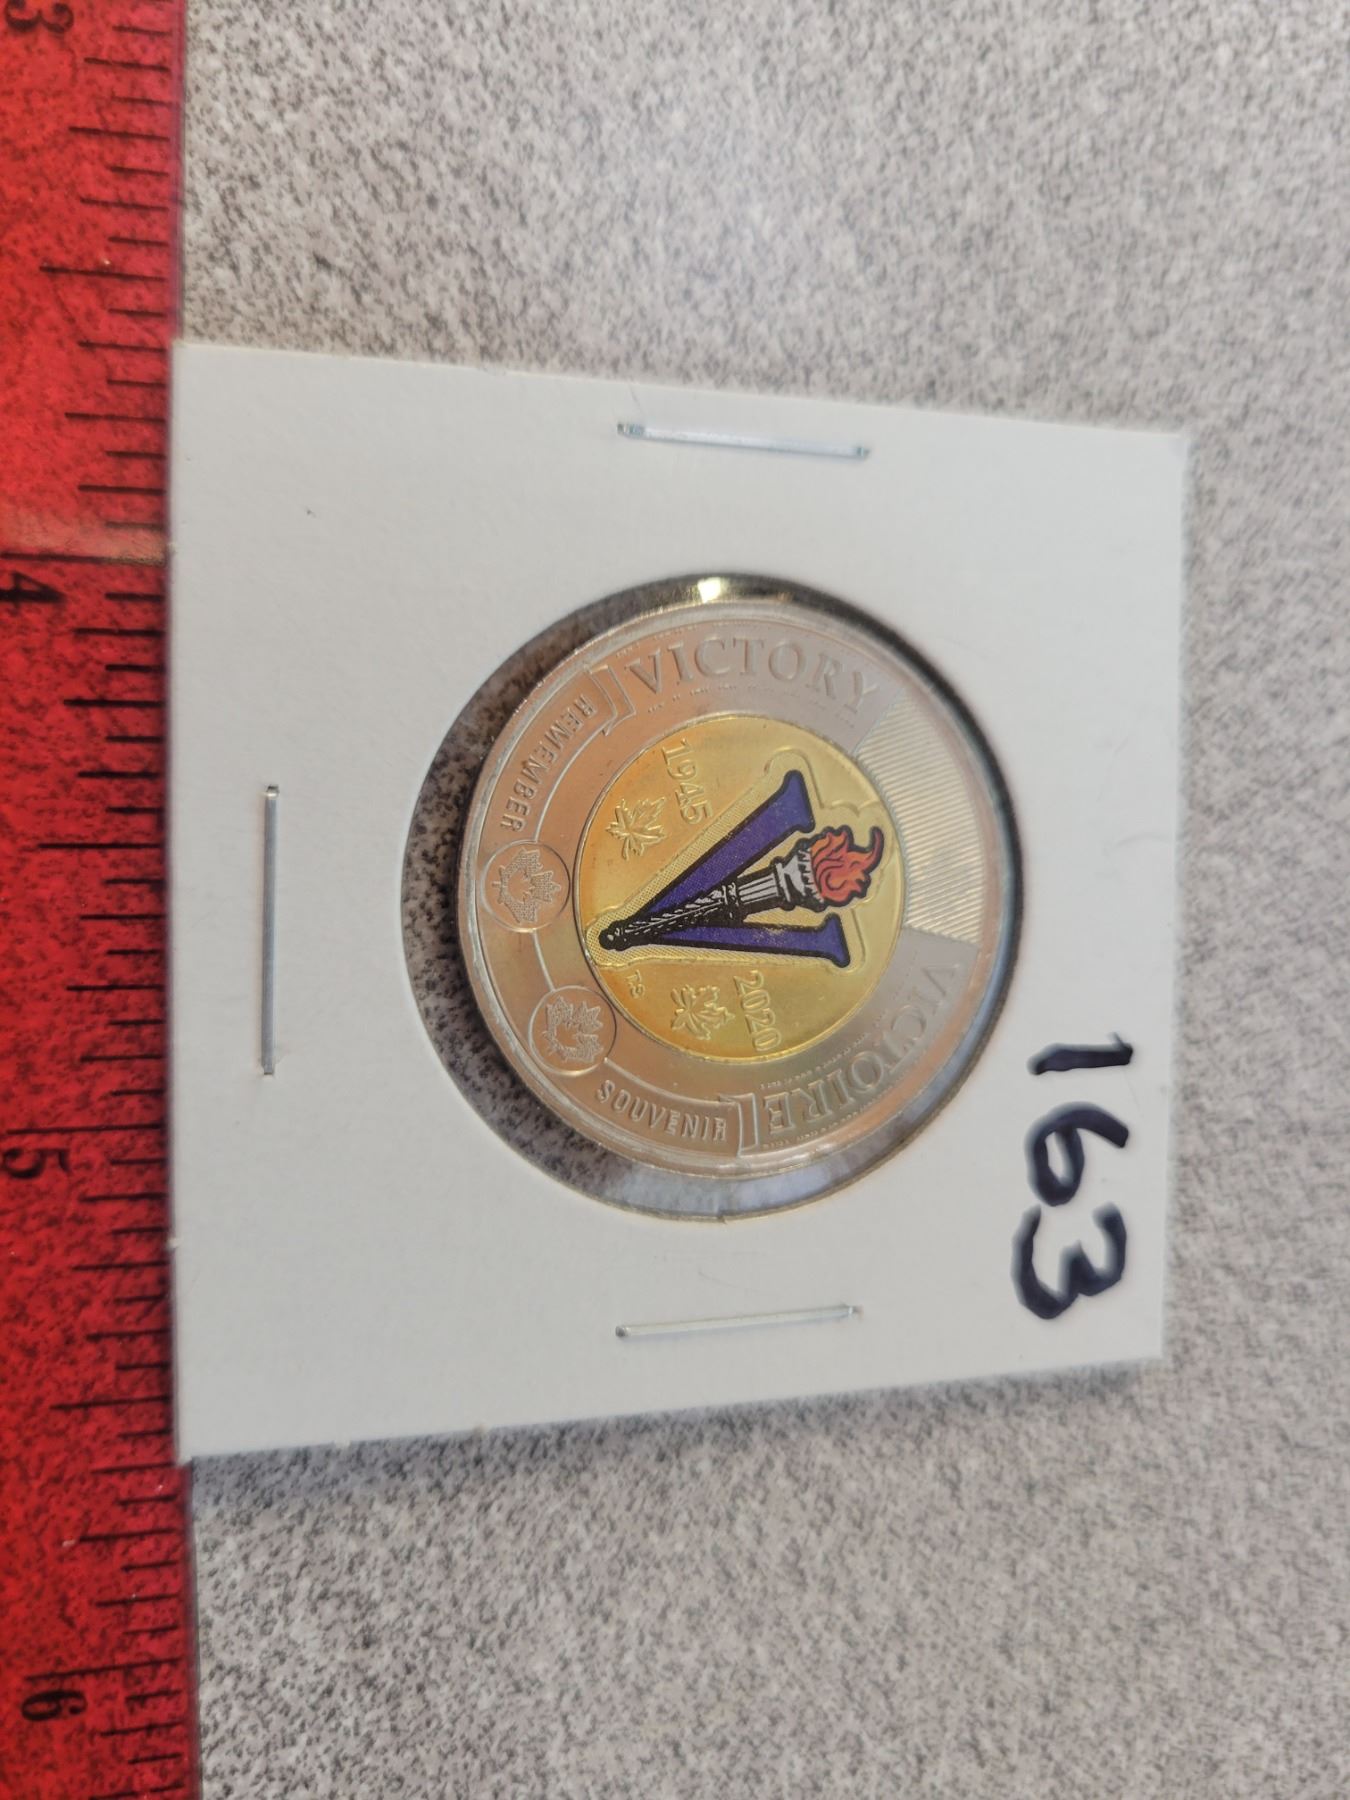 3
4
5
6
VICTORY
VICTOIRE
REMEMBER
SOUVENIR
1945
2020
163